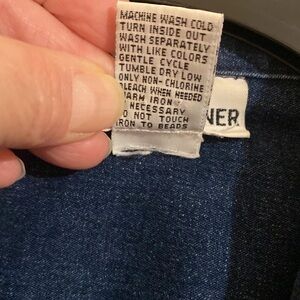 MACHINE WASH COLD
TURN INSIDE OUT
WASH SEPARATELY
WITH LIKE COLORS
GENTLE CYCLE
TUMBLE DRY LOW
ONLY NON-CHLORINE
BLEACH WHEN NEEDED
WARM IRON
NECESSARY
DO NOT TOUCH
IRON TO BEADS
NER